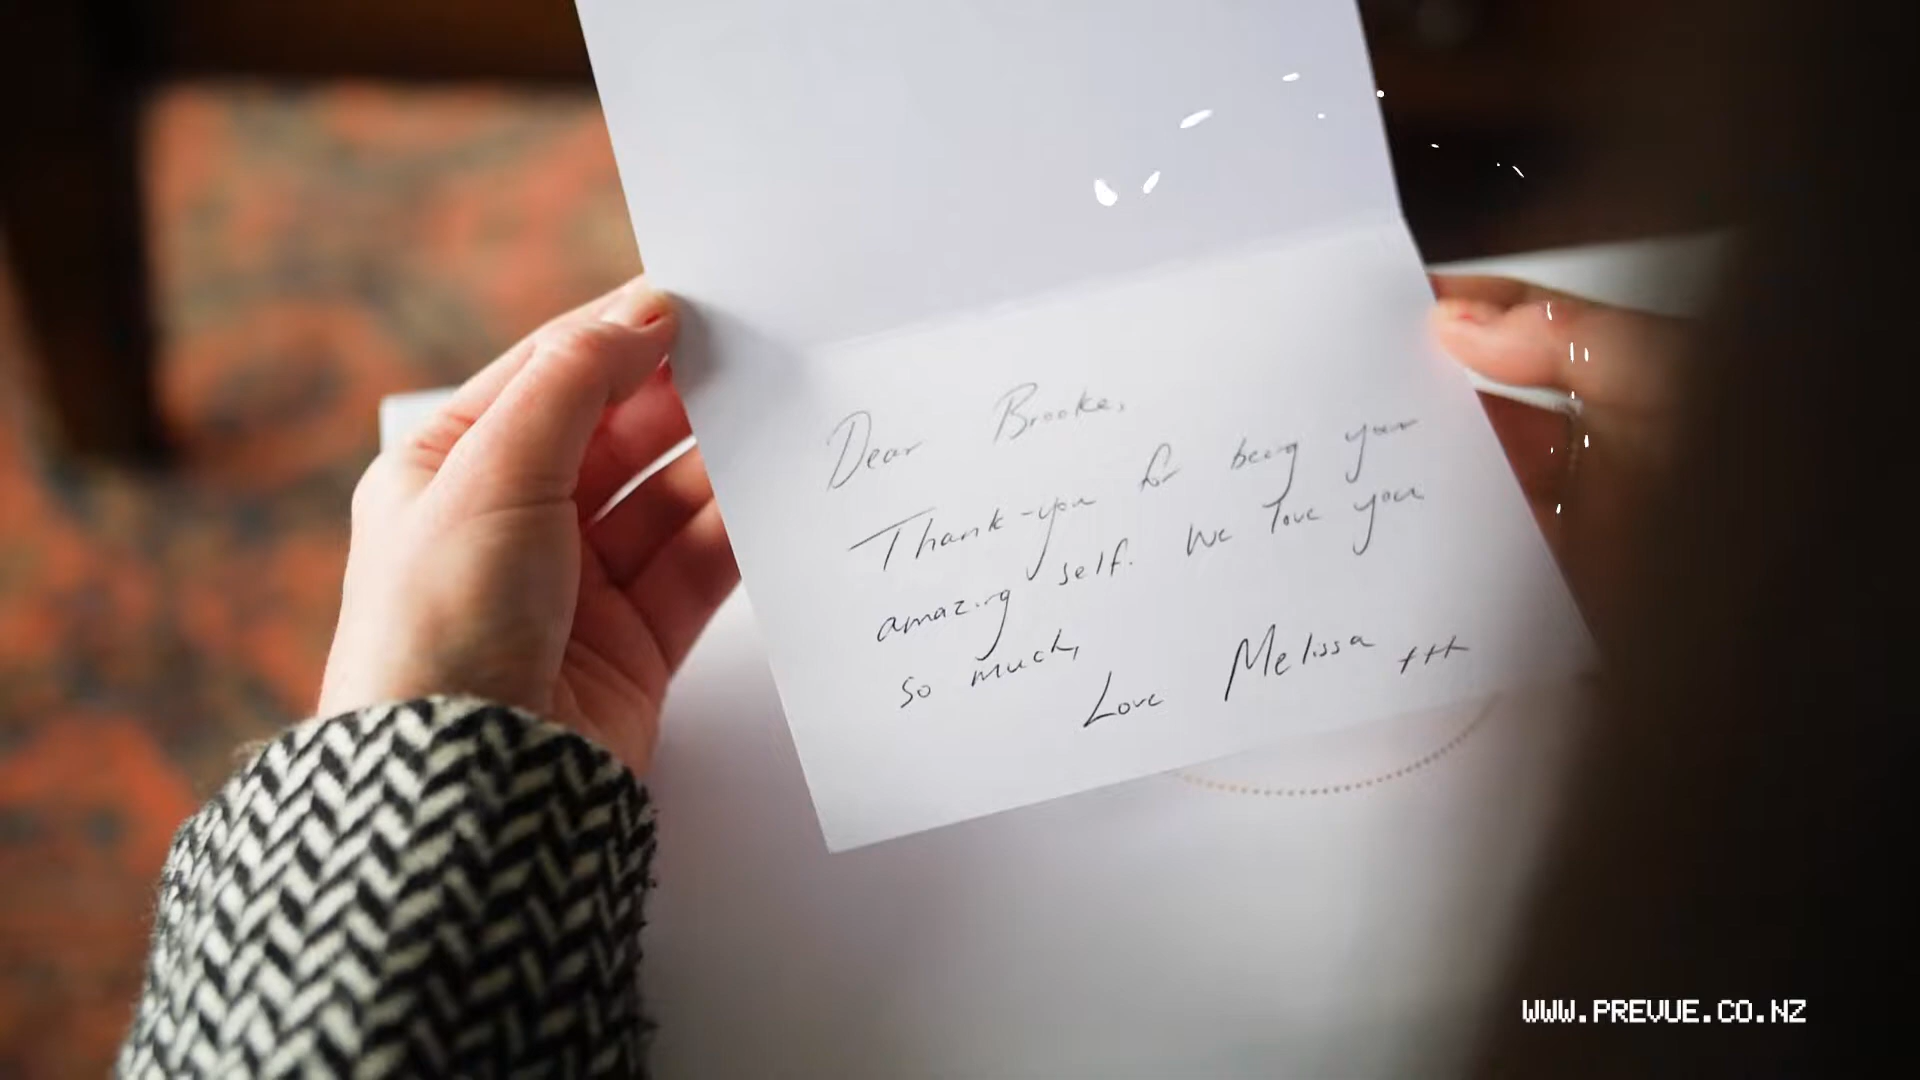 Dear Brooke,
Thank-you for being your
amazing self. We love you
so much,
Love Melissa xxx
WWW.PREVUE.CO.NZ